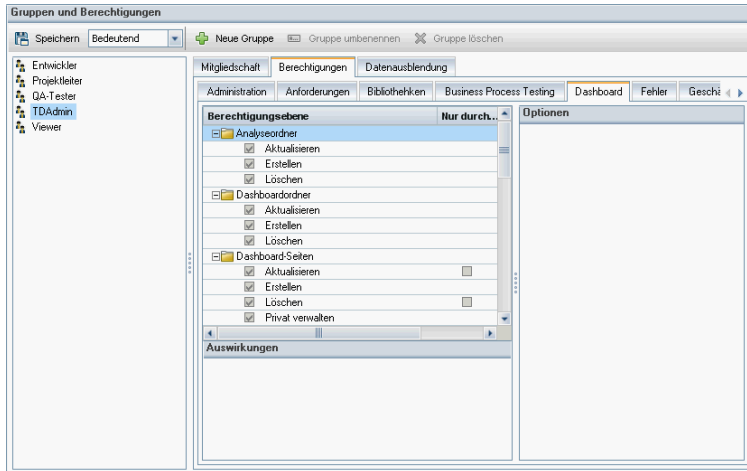 Gruppen und Berechtigungen
Speichern Bedeutend Neue Gruppe Gruppe umbenennen Gruppe löschen
Entwickler
Projektleiter
QA-Tester
TDAdmin
Viewer
Mitgliedschaft Berechtigungen Datenausblendung
Administration Anforderungen Bibliothehken Business Process Testing Dashboard Fehler Geschä
Berechtigungsebene Nur durch...
Analyseordner
Aktualisieren
Erstellen
Löschen
Dashboardordner
Aktualisieren
Erstellen
Löschen
Dashboard-Seiten
Aktualisieren
Erstellen
Löschen
Privat verwalten
Auswirkungen
Optionen